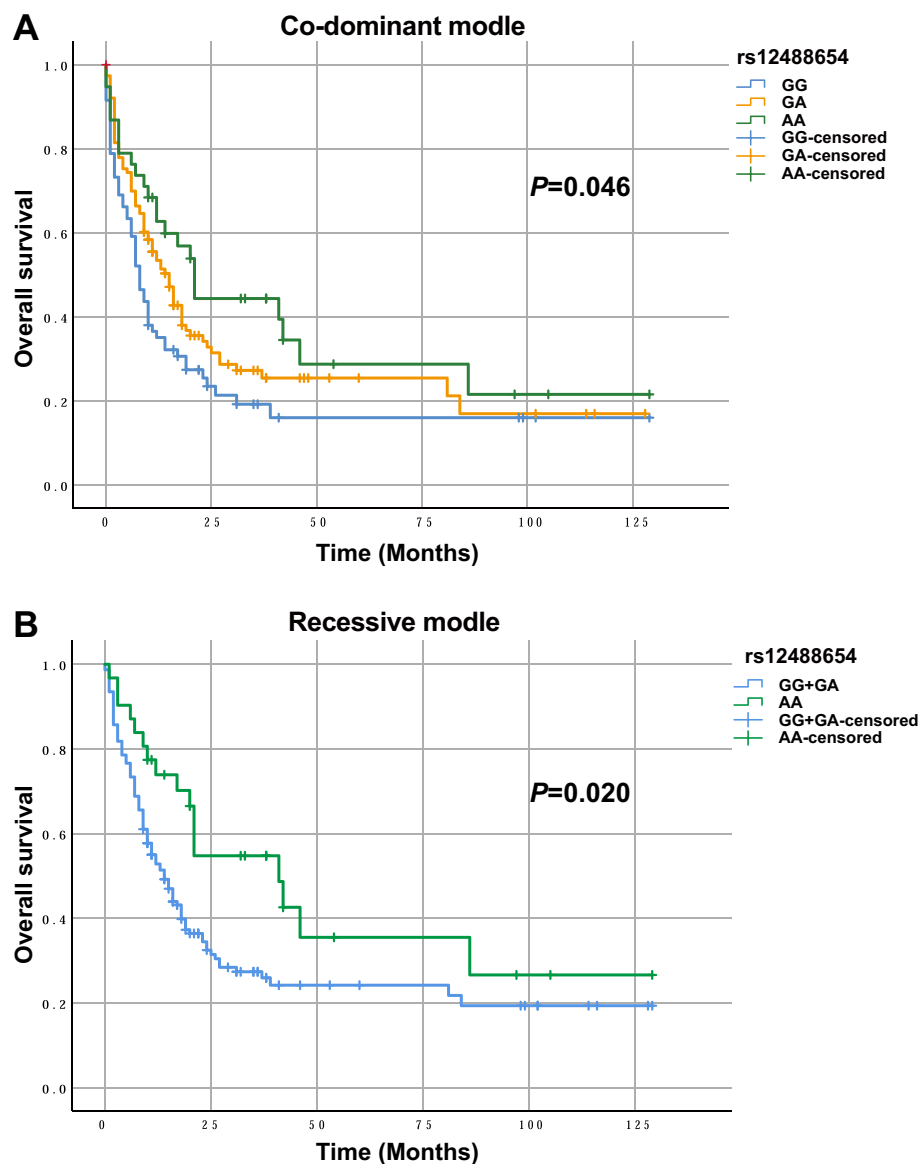 A
Co-dominant modle
rs12488654
GG
GA
AA
GG-censored
GA-censored
AA-censored
P=0.046
Overall survival
1.0
0.8
0.6
0.4
0.2
0.0
0 25 50 75 100 125
Time (Months)
B
Recessive modle
rs12488654
GG+GA
AA
GG+GA-censored
AA-censored
P=0.020
Overall survival
1.0
0.8
0.6
0.4
0.2
0.0
0 25 50 75 100 125
Time (Months)